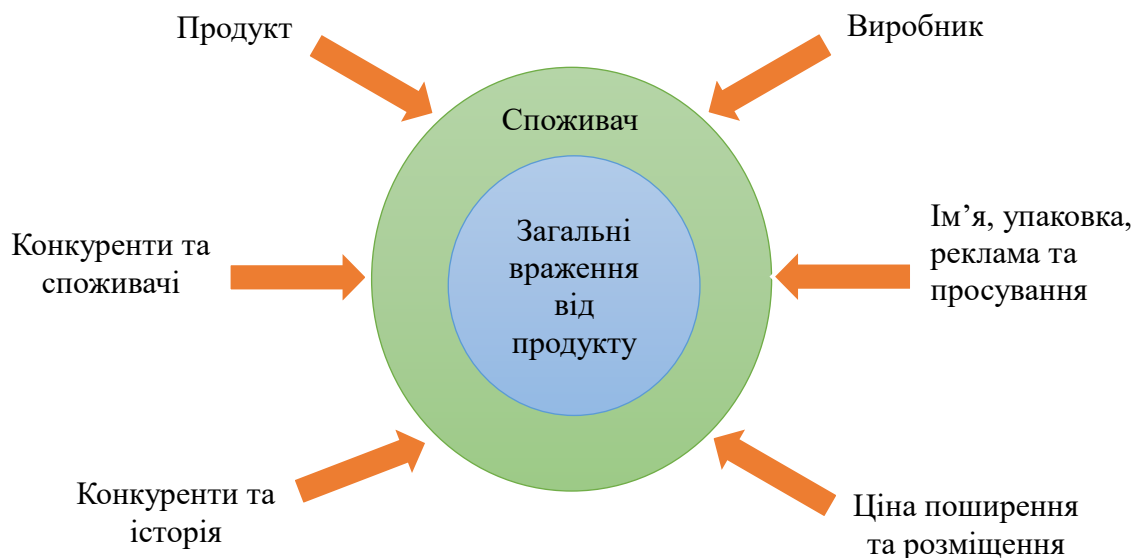 Продукт
Виробник
Споживач
Конкуренти та
споживачі
Загальні
враження
від
продукту
Ім’я, упаковка,
реклама та
просування
Конкуренти та
історія
Ціна поширення
та розміщення